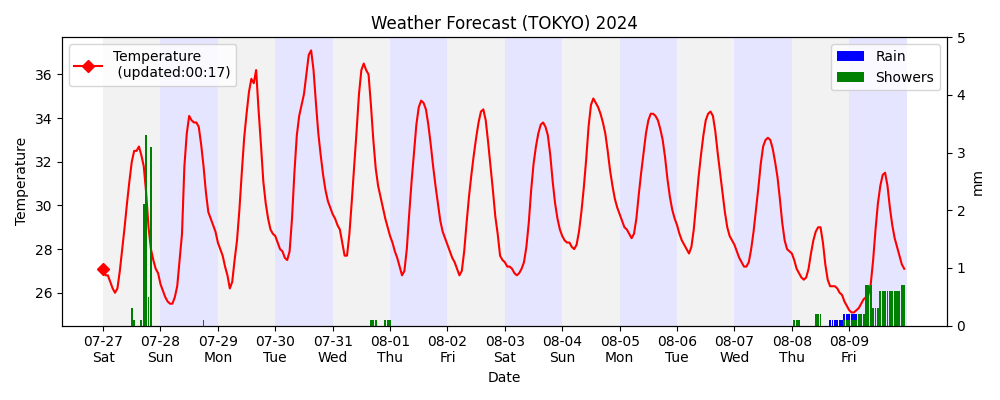 Weather Forecast (TOKYO) 2024
Temperature
(updated:00:17)
Rain
Showers
Temperature
36
34
32
30
28
26
5
4
3
2
1
0
mm
07-27 07-28 07-29 07-30 07-31 08-01 08-02 08-03 08-04 08-05 08-06 08-07 08-08 08-09
Sat Sun Mon Tue Wed Thu Fri Sat Sun Mon Tue Wed Thu Fri
Date